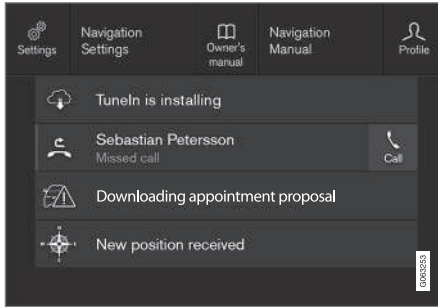 Settings
Navigation
Settings
Owner's
manual
Navigation
Manual
Profile
TuneIn is installing
Sebastian Petersson
Missed call
Call
Downloading appointment proposal
New position received
G063253